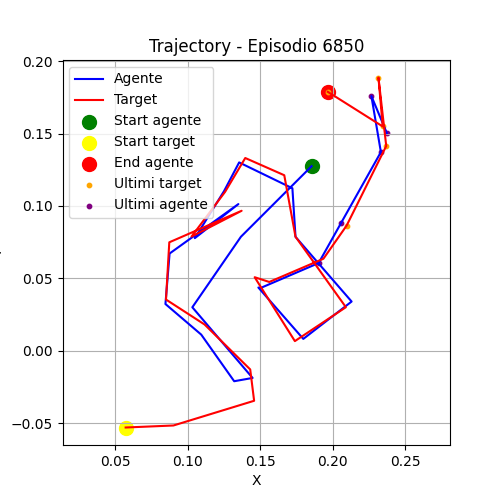 Trajectory - Episodio 6850
Agente
Target
Start agente
Start target
End agente
Ultimi target
Ultimi agente
0.20
0.15
0.10
0.05
0.00
−0.05
0.05
0.10
0.15
0.20
0.25
X